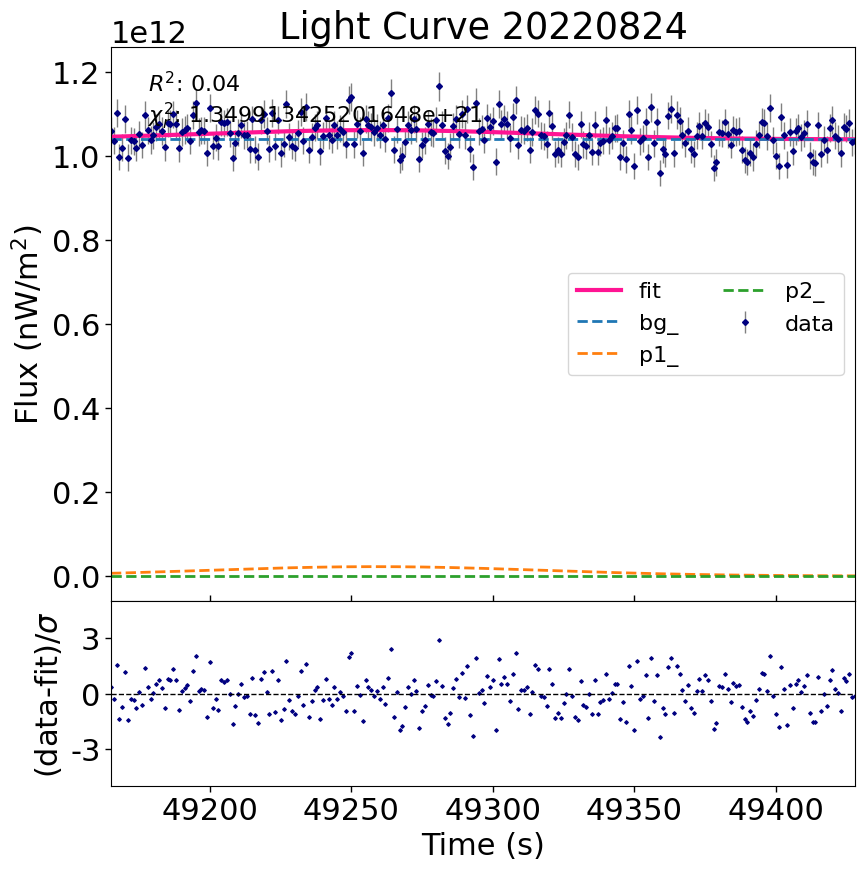 Light Curve 20220824
1e12
R²: 0.04
χ²: 1.349913425201648e+21
1.2
1.0
0.8
0.6
0.4
0.2
0.0
Flux (nW/m²)
fit
bg_
p1_
p2_
data
3
0
-3
(data-fit)/σ
49200
49250
49300
49350
49400
Time (s)